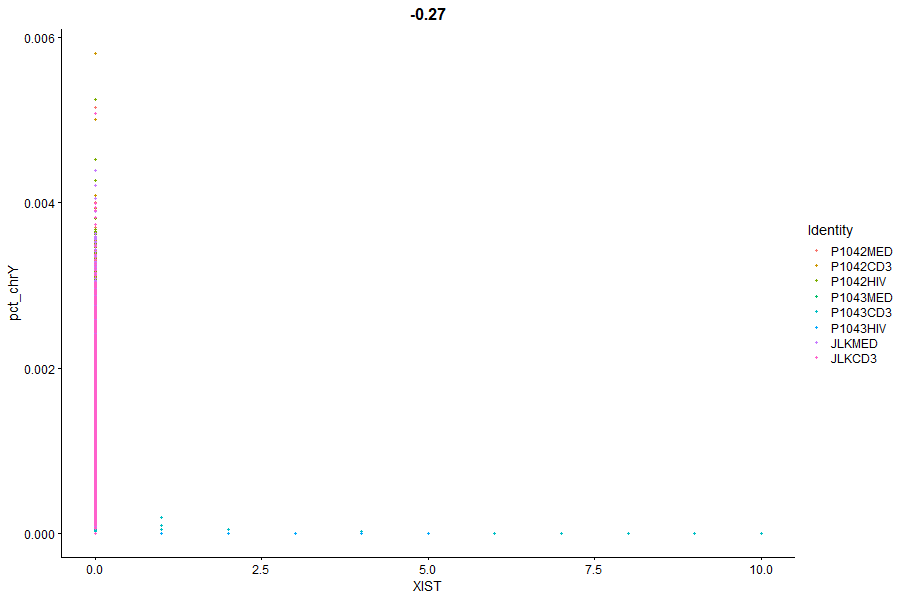 -0.27
0.006
0.004
0.002
0.000
pct_chrY
0.0
2.5
5.0
7.5
10.0
XIST
Identity
P1042MED
P1042CD3
P1042HIV
P1043MED
P1043CD3
P1043HIV
JLKMED
JLKCD3